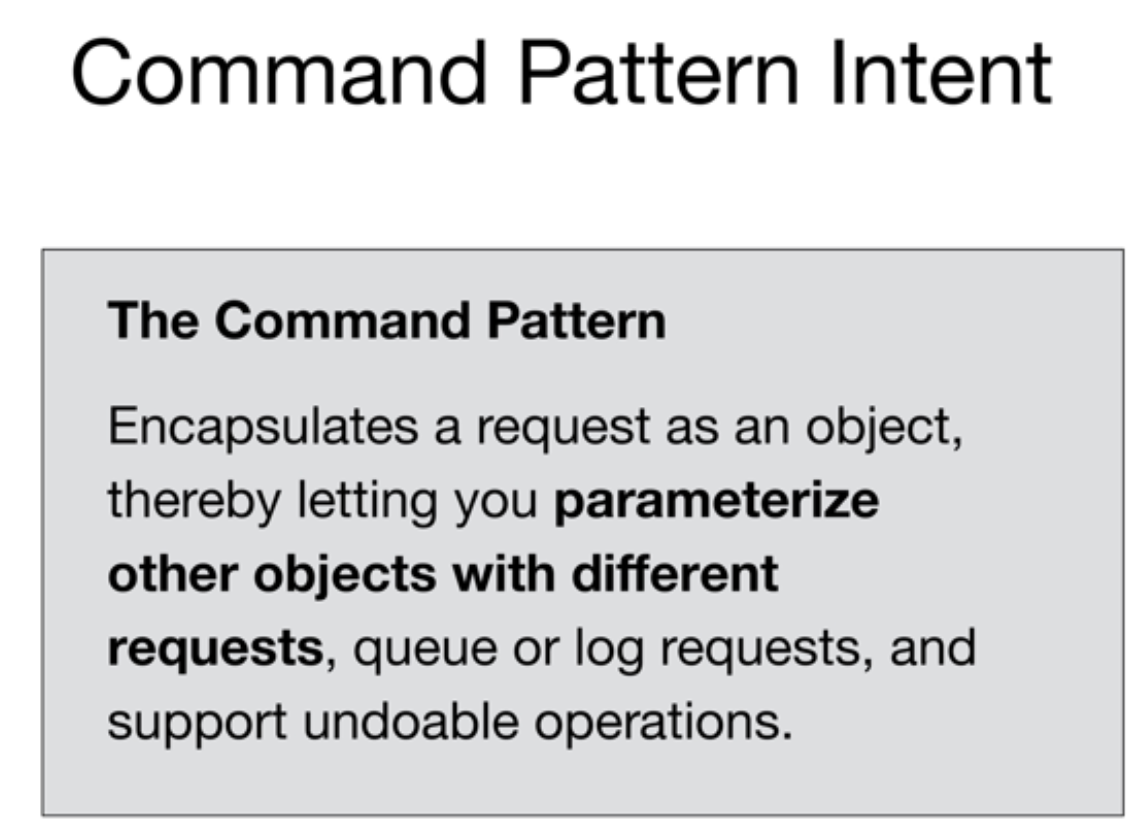 Command Pattern Intent
The Command Pattern
Encapsulates a request as an object,
thereby letting you parameterize
other objects with different
requests, queue or log requests, and
support undoable operations.